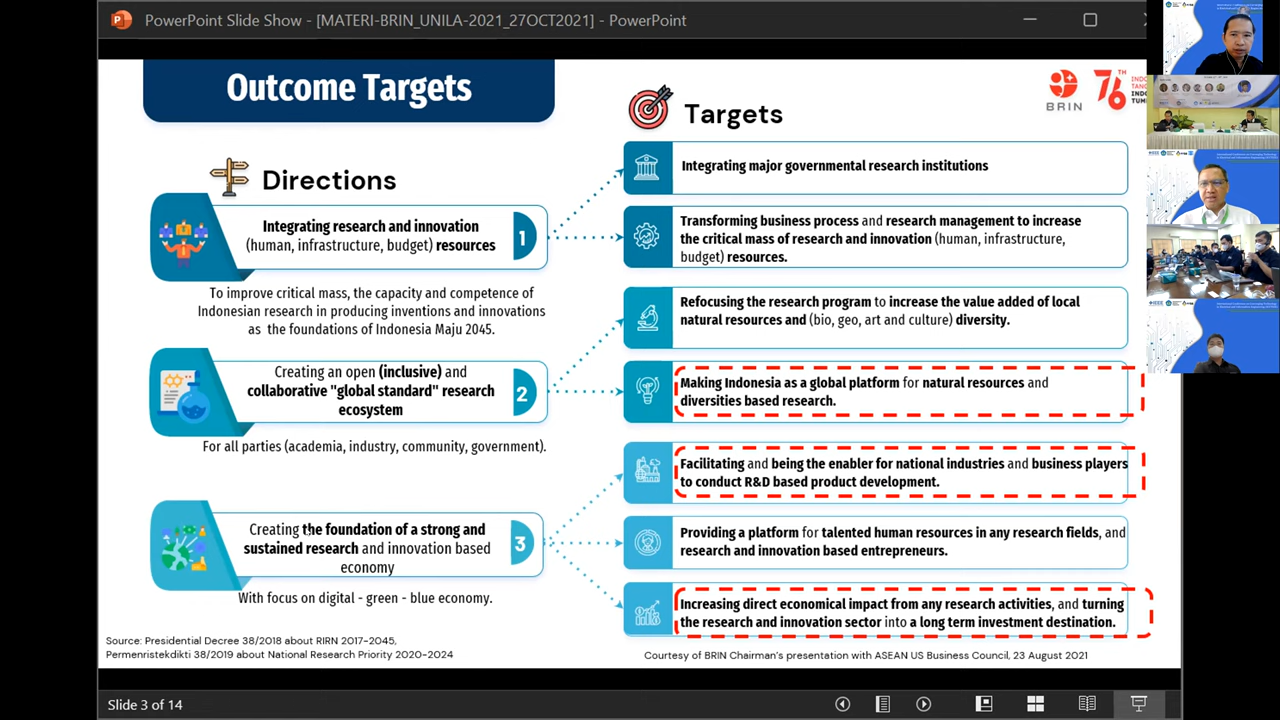 PowerPoint Slide Show - [MATERI-BRIN_UNILA-2021_27OCT2021] - PowerPoint
Outcome Targets
Directions
Integrating research and innovation
(human, infrastructure, budget) resources
1
To improve critical mass, the capacity and competence of
Indonesian research in producing inventions and innovations
as the foundations of Indonesia Maju 2045.
Creating an open (inclusive) and
collaborative "global standard" research
ecosystem
2
For all parties (academia, industry, community, government).
Creating the foundation of a strong and
sustained research and innovation based
economy
3
With focus on digital - green - blue economy.
Source: Presidential Decree 38/2018 about RIRN 2017-2045,
Permenristekdikti 38/2019 about National Research Priority 2020-2024
Targets
BRIN
76TH
Integrating major governmental research institutions
Transforming business process and research management to increase
the critical mass of research and innovation (human, infrastructure,
budget) resources.
Refocusing the research program to increase the value added of local
natural resources and (bio, geo, art and culture) diversity.
Making Indonesia as a global platform for natural resources and
diversities based research.
Facilitating and being the enabler for national industries and business players
to conduct R&D based product development.
Providing a platform for talented human resources in any research fields, and
research and innovation based entrepreneurs.
Increasing direct economical impact from any research activities, and turning
the research and innovation sector into a long term investment destination.
Courtesy of BRIN Chairman's presentation with ASEAN US Business Council, 23 August 2021
Slide 3 of 14